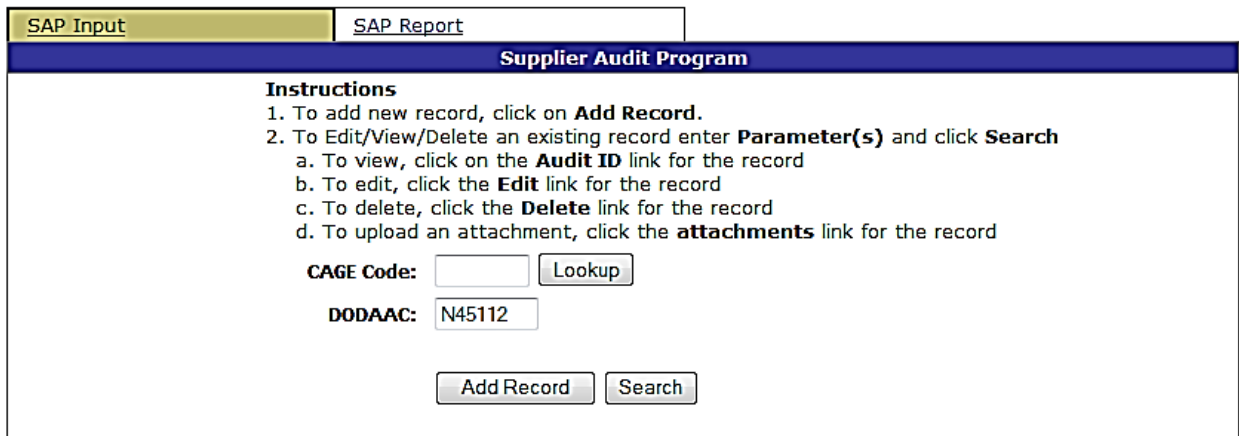 SAP Input
SAP Report
Supplier Audit Program
Instructions
1. To add new record, click on Add Record.
2. To Edit/View/Delete an existing record enter Parameter(s) and click Search
a. To view, click on the Audit ID link for the record
b. To edit, click the Edit link for the record
c. To delete, click the Delete link for the record
d. To upload an attachment, click the attachments link for the record
CAGE Code: Lookup
DODAAC: N45112
Add Record Search